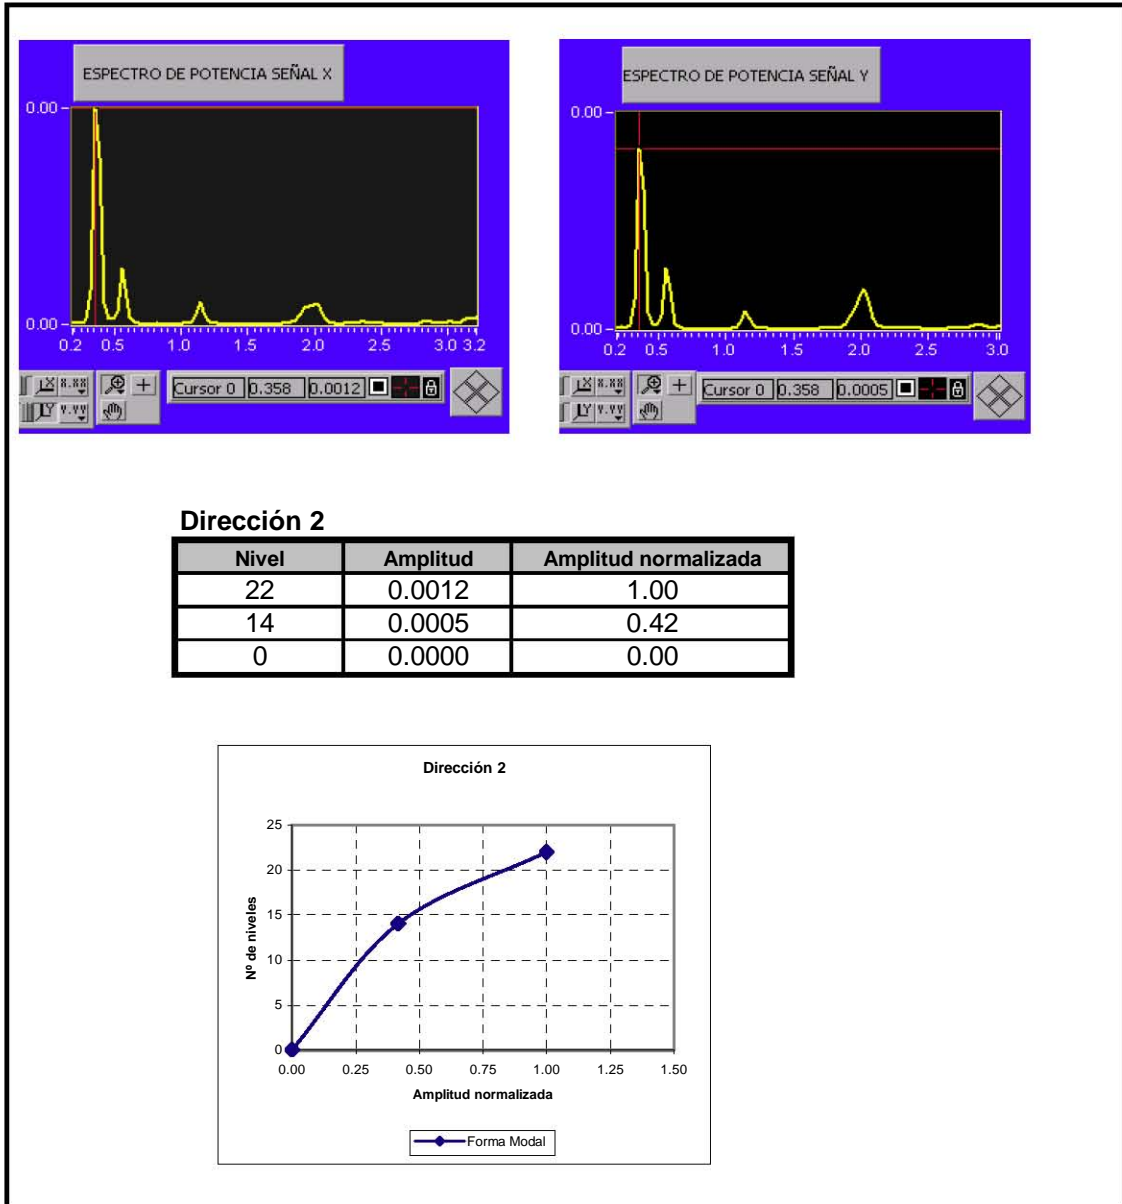 ESPECTRO DE POTENCIA SEÑAL X
0.00
0.00
0.2 0.5 1.0 1.5 2.0 2.5 3.0 3.2
X X.XX
Y Y.YY
Cursor 0 0.358 0.0012
ESPECTRO DE POTENCIA SEÑAL Y
0.00
0.00
0.2 0.5 1.0 1.5 2.0 2.5 3.0
X X.XX
Y Y.YY
Cursor 0 0.358 0.0005
Dirección 2
Nivel Amplitud Amplitud normalizada
22 0.0012 1.00
14 0.0005 0.42
0 0.0000 0.00
Dirección 2
25
20
15
10
5
0
Nº de niveles
0.00 0.25 0.50 0.75 1.00 1.25 1.50
Amplitud normalizada
Forma Modal